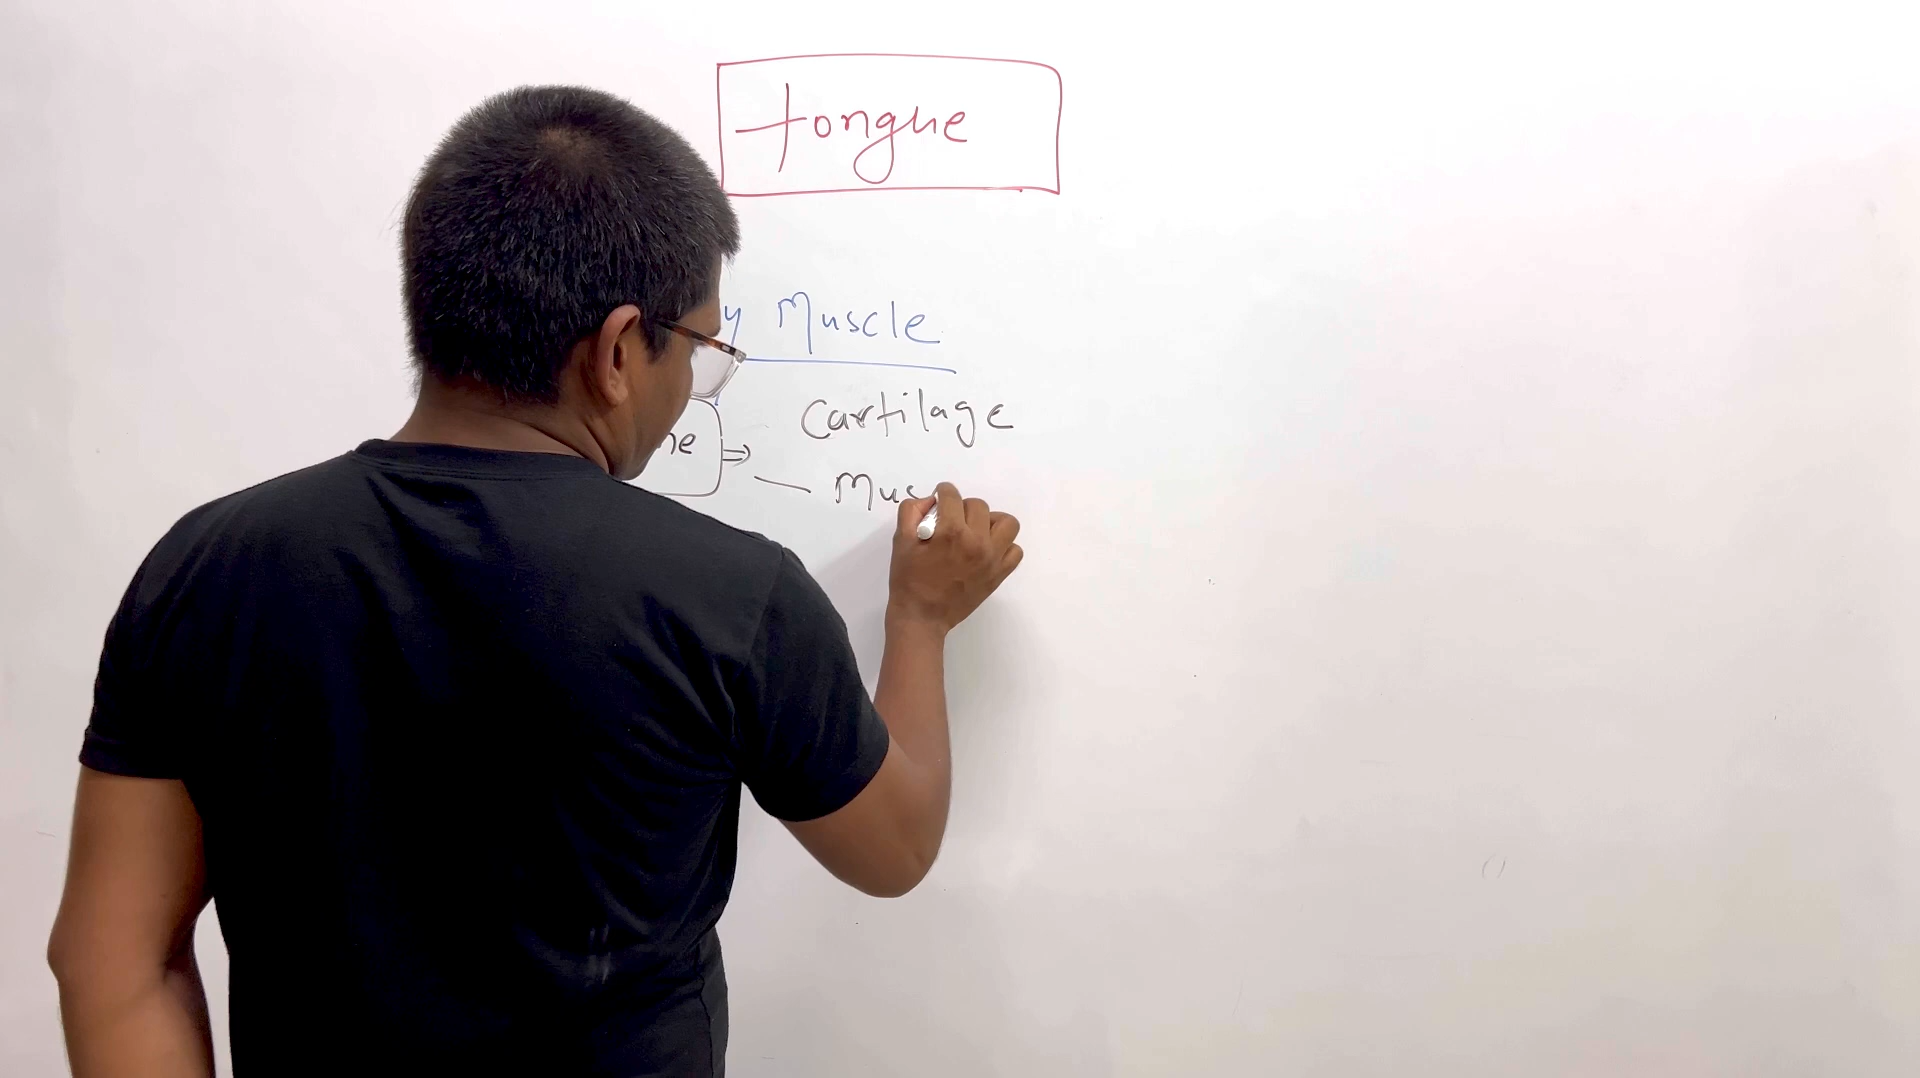 tongue
y Muscle
Cartilage
ne ⇒
— Mus